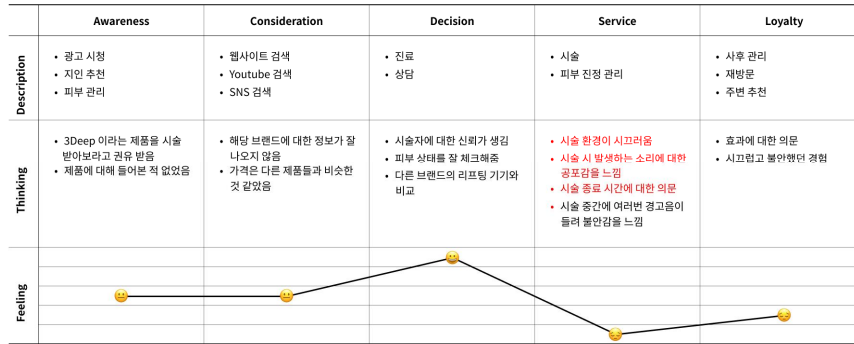 Awareness
Consideration
Decision
Service
Loyalty
Description
• 광고 시청
• 지인 추천
• 피부 관리
• 웹사이트 검색
• Youtube 검색
• SNS 검색
• 진료
• 상담
• 시술
• 피부 진정 관리
• 사후 관리
• 재방문
• 주변 추천
Thinking
• 3Deep 이라는 제품을 시술
받아보라고 권유 받음
• 제품에 대해 들어본 적 없었음
• 해당 브랜드에 대한 정보가 잘
나오지 않음
• 가격은 다른 제품들과 비슷한
것 같았음
• 시술자에 대한 신뢰가 생김
• 피부 상태를 잘 체크해줌
• 다른 브랜드의 리프팅 기기와
비교
• 시술 환경이 시끄러움
• 시술 시 발생하는 소리에 대한
공포감을 느낌
• 시술 종료 시간에 대한 의문
• 시술 중간에 여러번 경고음이
들려 불안감을 느낌
• 효과에 대한 의문
• 시끄럽고 불안했던 경험
Feeling